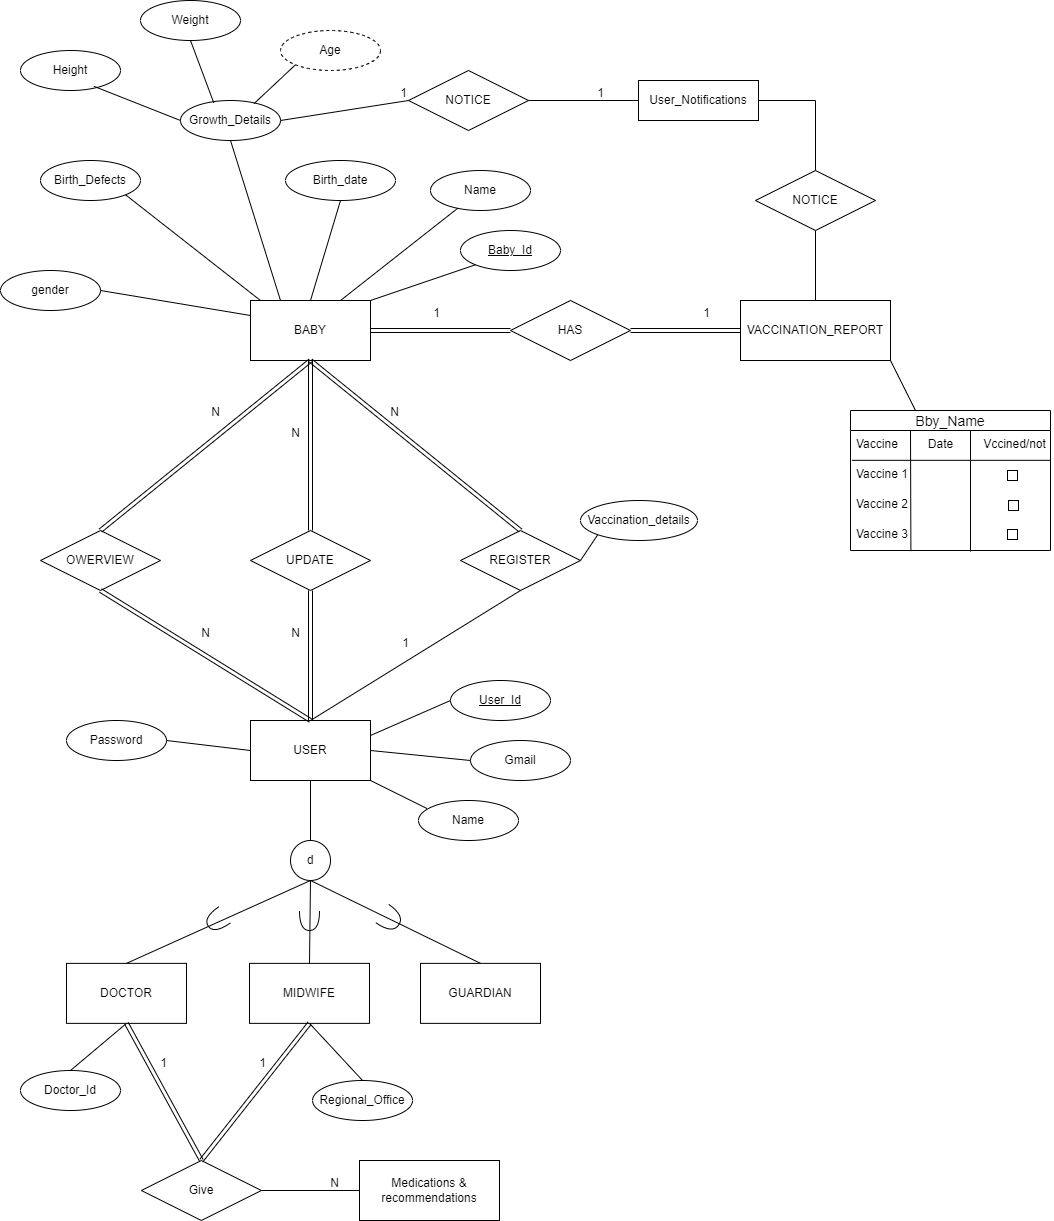 Weight
Age
Height
Growth_Details
1
NOTICE
1
User_Notifications
Birth_Defects
Birth_date
Name
NOTICE
Baby_Id
gender
BABY
1
HAS
1
VACCINATION_REPORT
N
N
N
Bby_Name
Vaccine
Date
Vccined/not
Vaccine 1
Vaccine 2
Vaccine 3
Vaccination_details
OWERVIEW
UPDATE
REGISTER
N
N
1
User_Id
Password
USER
Gmail
Name
d
DOCTOR
MIDWIFE
GUARDIAN
1
1
Doctor_Id
Regional_Office
Give
N
Medications &
recommendations